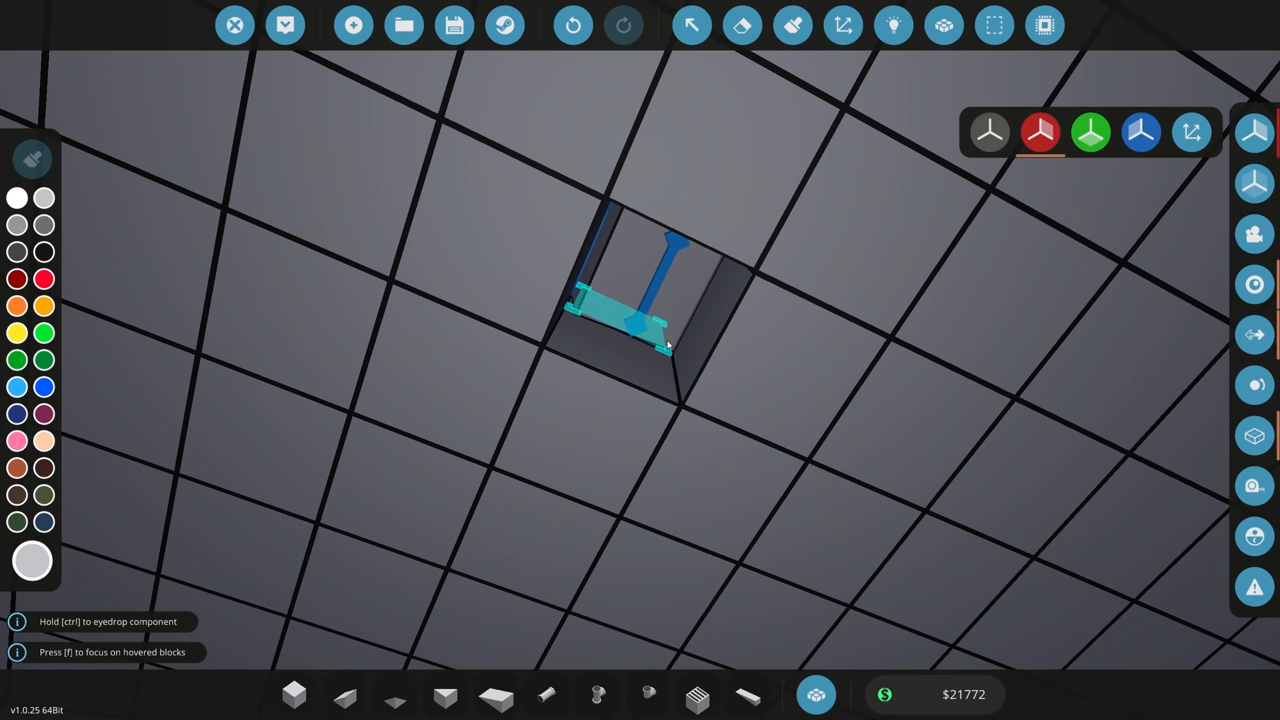 Hold [ctrl] to eyedrop component
Press [f] to focus on hovered blocks
$21772
v1.0.25 64Bit